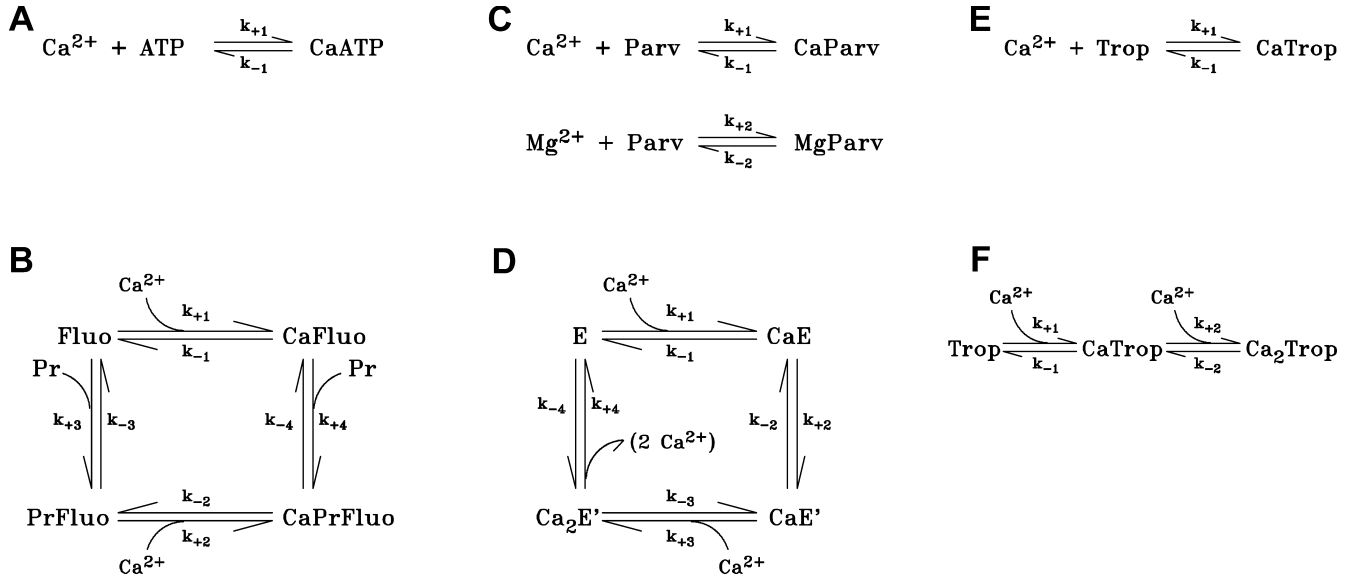 A
Ca²⁺ + ATP k₊₁ k₋₁ CaATP
C
Ca²⁺ + Parv k₊₁ k₋₁ CaParv
Mg²⁺ + Parv k₊₂ k₋₂ MgParv
E
Ca²⁺ + Trop k₊₁ k₋₁ CaTrop
B
Ca²⁺
k₊₁
Fluo CaFluo
k₋₁
Pr Pr
k₊₃ k₋₃ k₋₄ k₊₄
k₋₂
PrFluo CaPrFluo
k₊₂
Ca²⁺
D
Ca²⁺
k₊₁
E CaE
k₋₁
k₋₄ k₊₄ k₋₂ k₊₂
(2 Ca²⁺)
k₋₃
Ca₂E' CaE'
k₊₃
Ca²⁺
F
Ca²⁺ Ca²⁺
k₊₁ k₊₂
Trop CaTrop Ca₂Trop
k₋₁ k₋₂